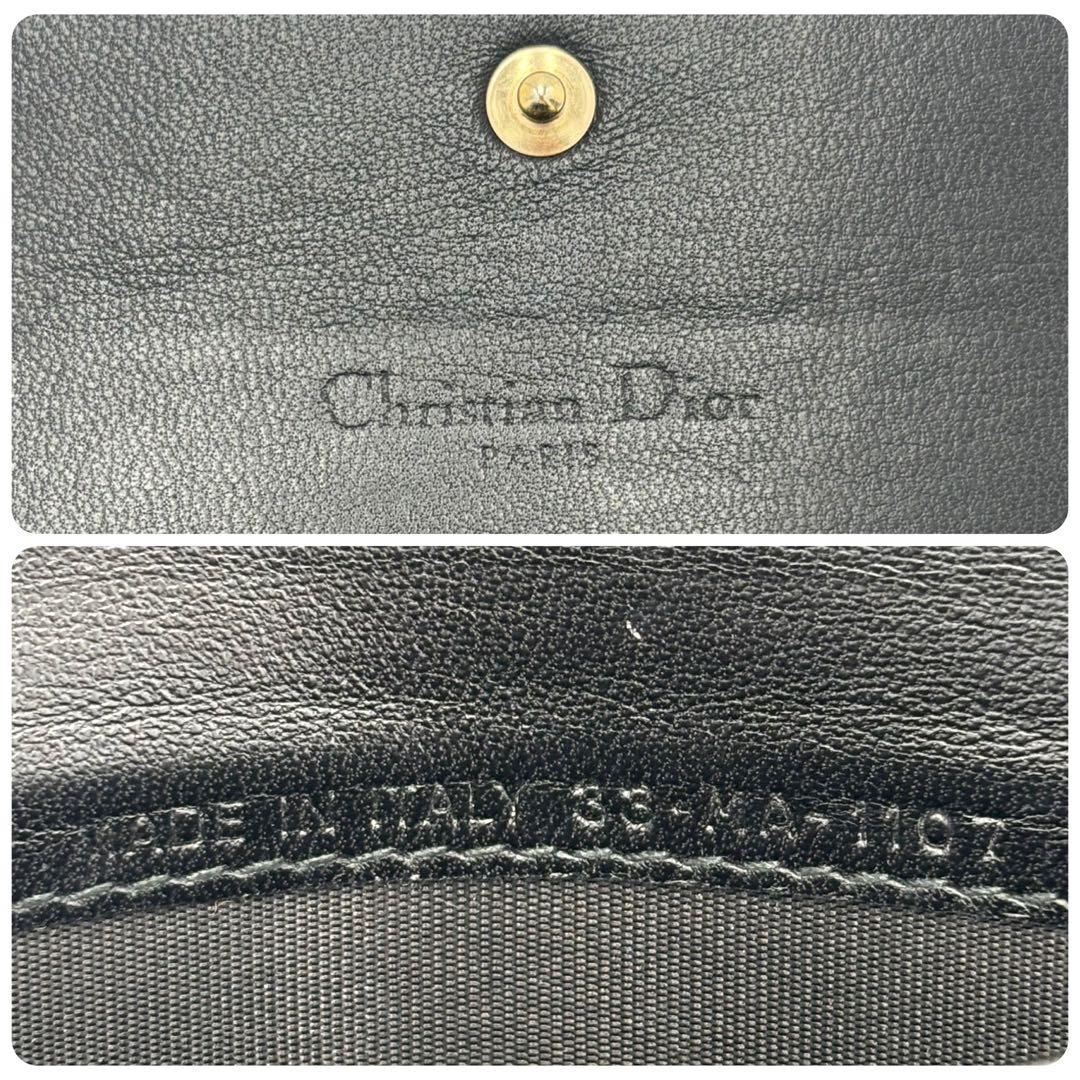 Christian Dior
PARIS
MADE IN ITALY 33-MA-1107